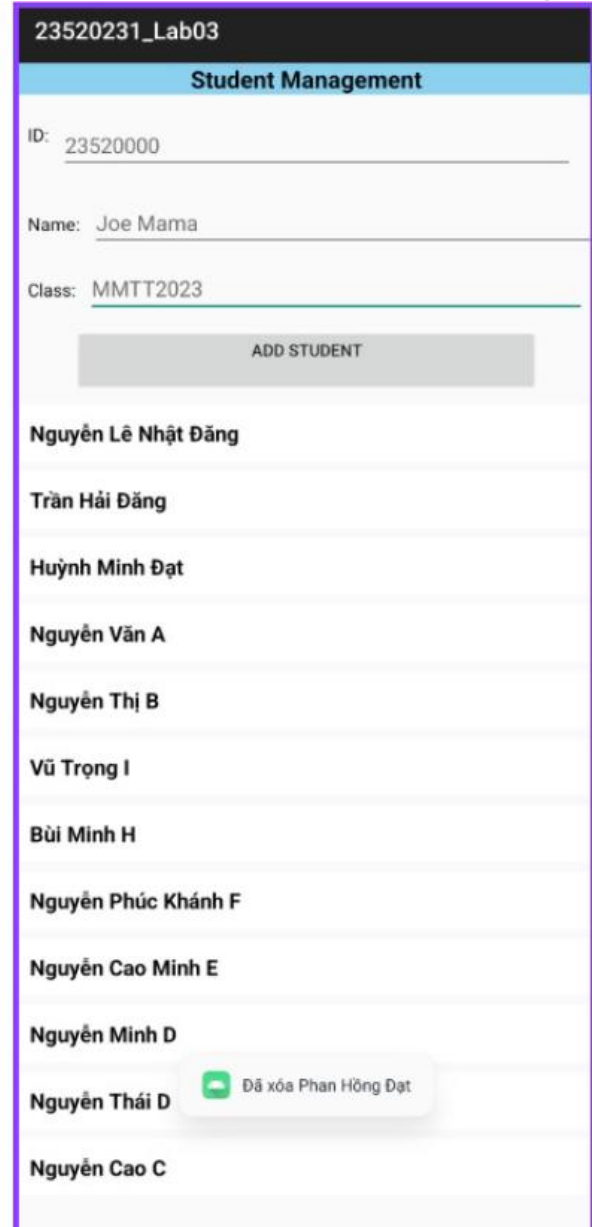 23520231_Lab03
Student Management
ID: 23520000
Name: Joe Mama
Class: MMTT2023
ADD STUDENT
Nguyễn Lê Nhật Đăng
Trần Hải Đăng
Huỳnh Minh Đạt
Nguyễn Văn A
Nguyễn Thị B
Vũ Trọng I
Bùi Minh H
Nguyễn Phúc Khánh F
Nguyễn Cao Minh E
Nguyễn Minh D
Đã xóa Phan Hồng Đạt
Nguyễn Thái D
Nguyễn Cao C